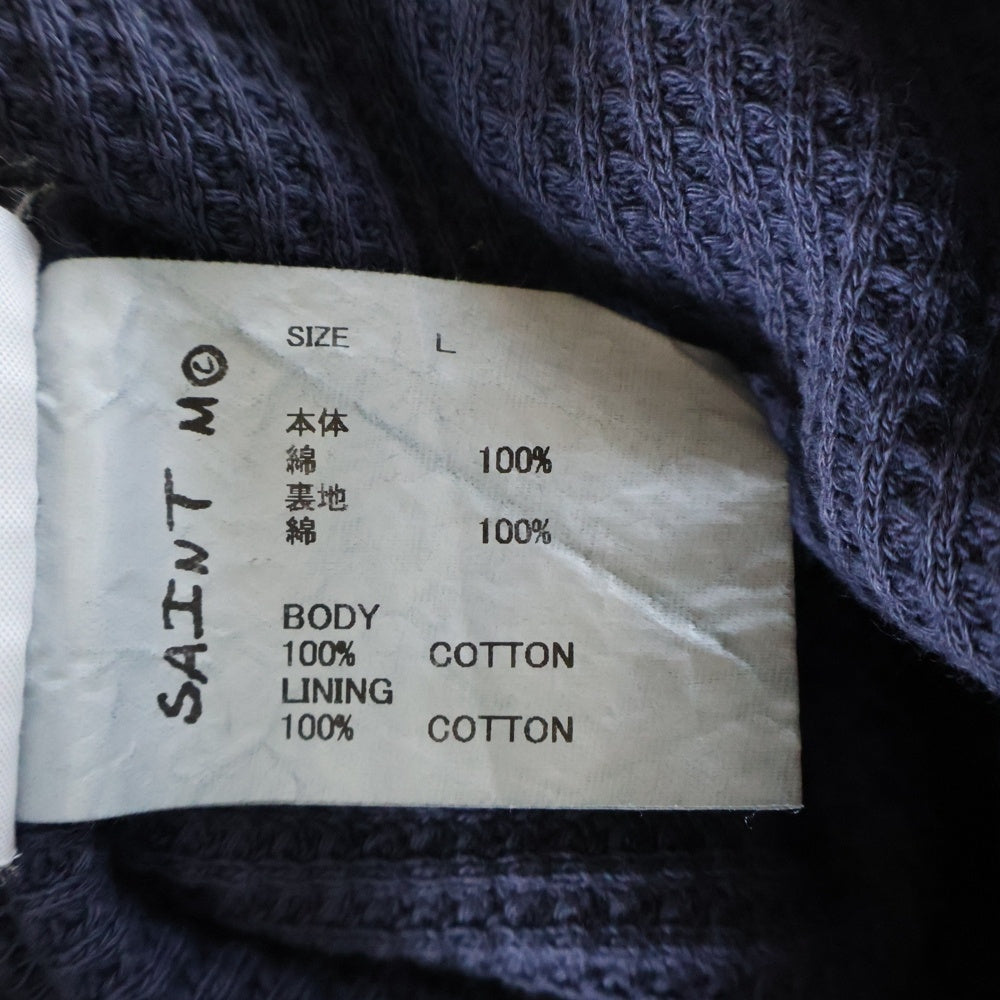 SAINT M©
SIZE L
本体
綿 100%
裏地
綿 100%
BODY
100% COTTON
LINING
100% COTTON